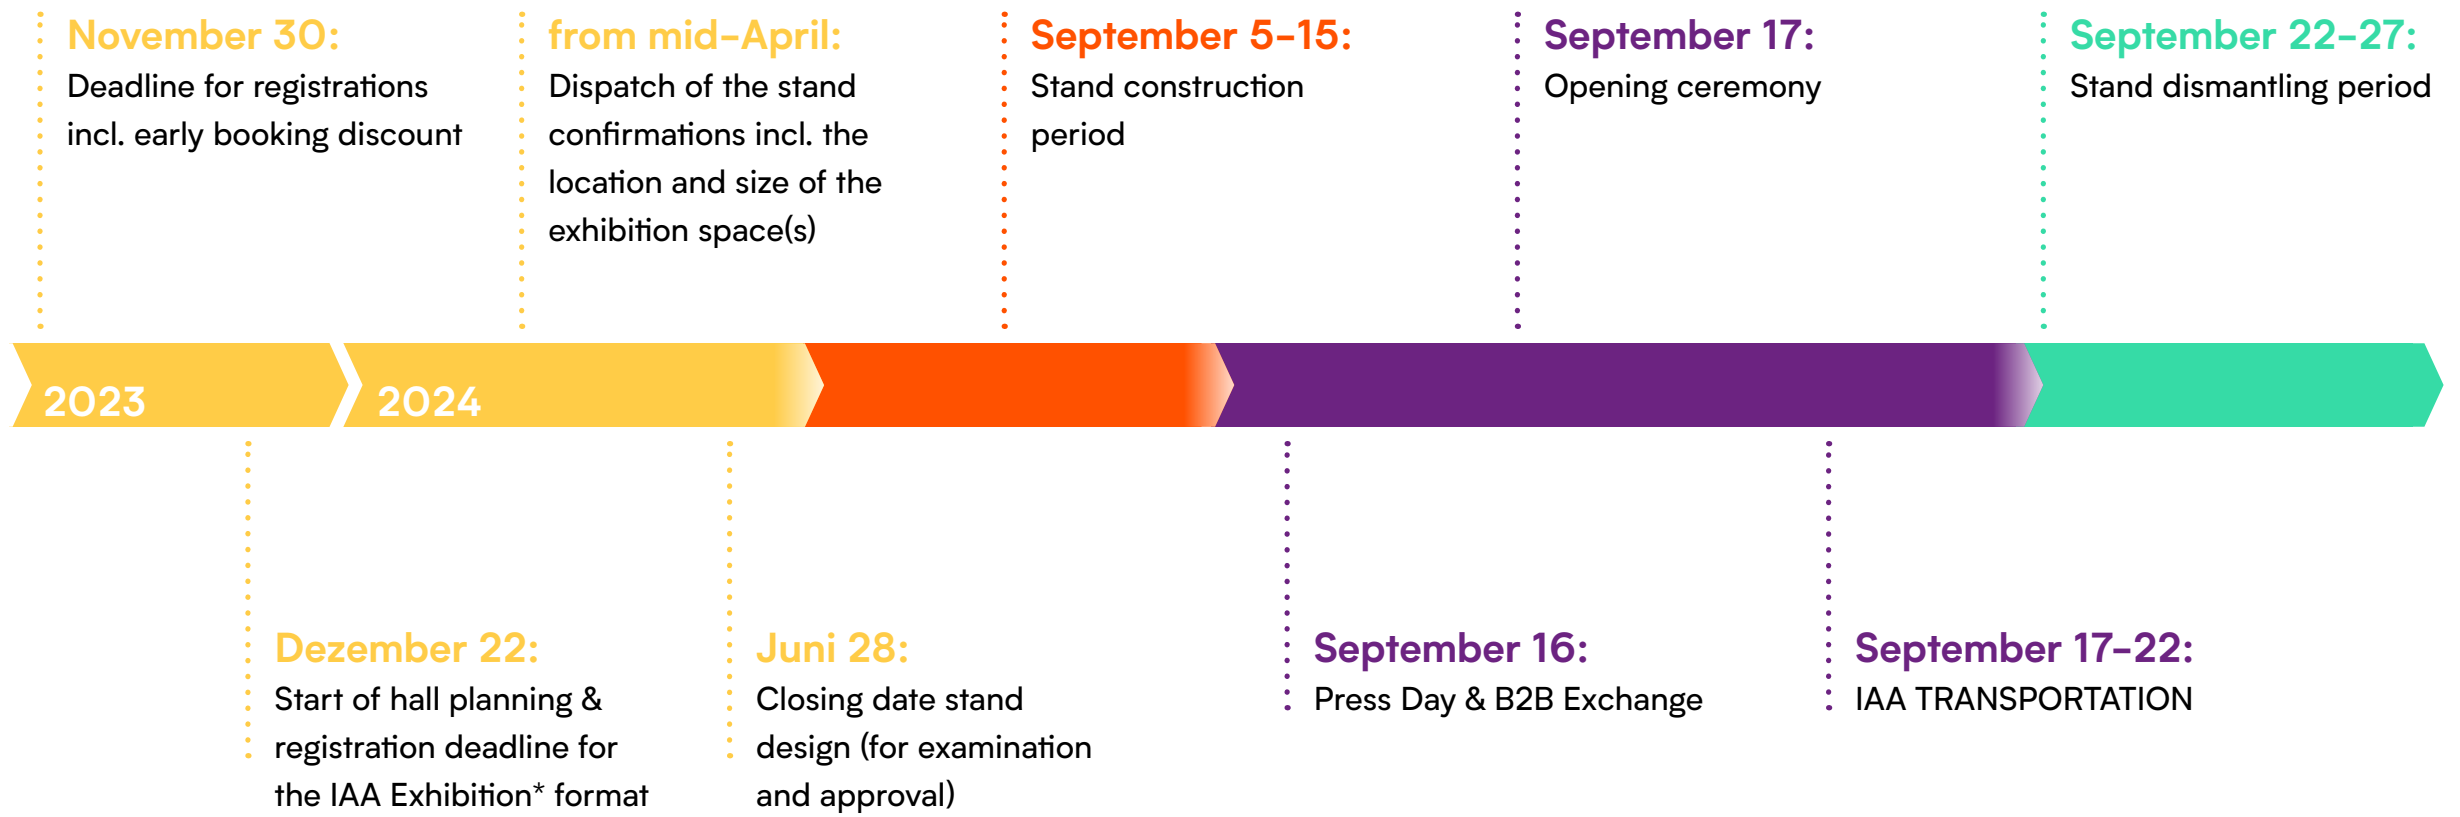 November 30:
Deadline for registrations
incl. early booking discount
from mid-April:
Dispatch of the stand
confirmations incl. the
location and size of the
exhibition space(s)
September 5-15:
Stand construction
period
September 17:
Opening ceremony
September 22-27:
Stand dismantling period
2023
2024
Dezember 22:
Start of hall planning &
registration deadline for
the IAA Exhibition* format
Juni 28:
Closing date stand
design (for examination
and approval)
September 16:
Press Day & B2B Exchange
September 17-22:
IAA TRANSPORTATION